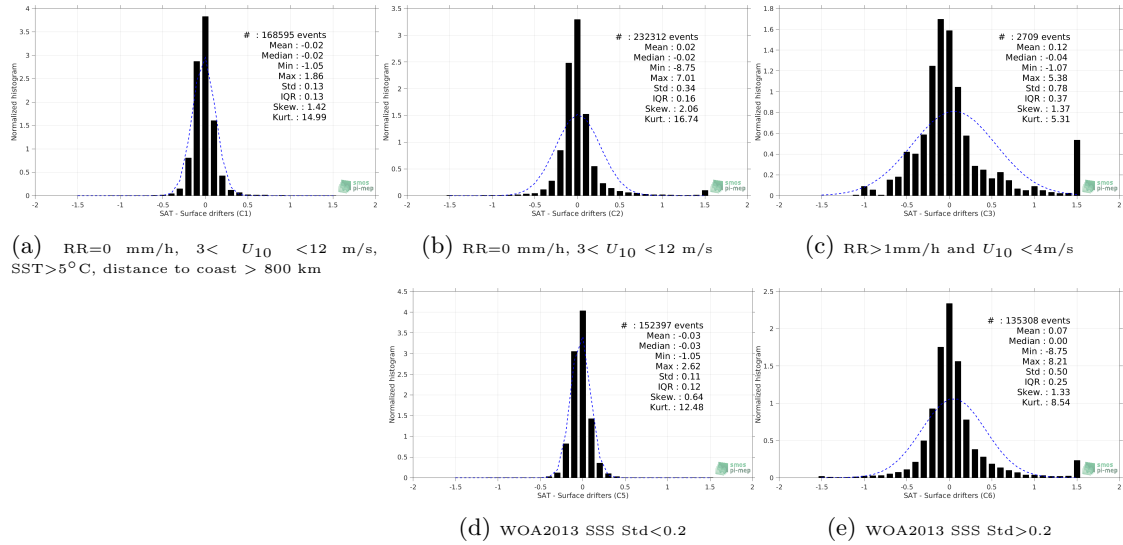 4
3.5
3
2.5
2
1.5
1
0.5
0
-2 -1.5 -1 -0.5 0 0.5 1 1.5 2
Normalized histogram
# : 168595 events
Mean : -0.02
Median : -0.02
Min : -1.05
Max : 1.86
Std : 0.13
IQR : 0.13
Skew. : 1.42
Kurt. : 14.99
smos
pi-mep
SAT - Surface drifters (C1)
(a) RR=0 mm/h, 3< U10 <12 m/s,
SST>5°C, distance to coast > 800 km
3.5
3
2.5
2
1.5
1
0.5
0
-2 -1.5 -1 -0.5 0 0.5 1 1.5 2
Normalized histogram
# : 232312 events
Mean : 0.02
Median : -0.02
Min : -8.75
Max : 7.01
Std : 0.34
IQR : 0.16
Skew. : 2.06
Kurt. : 16.74
smos
pi-mep
SAT - Surface drifters (C2)
(b) RR=0 mm/h, 3< U10 <12 m/s
1.8
1.6
1.4
1.2
1
0.8
0.6
0.4
0.2
0
-2 -1.5 -1 -0.5 0 0.5 1 1.5 2
Normalized histogram
# : 2709 events
Mean : 0.12
Median : -0.04
Min : -1.07
Max : 5.38
Std : 0.78
IQR : 0.37
Skew. : 1.37
Kurt. : 5.31
smos
pi-mep
SAT - Surface drifters (C3)
(c) RR>1mm/h and U10 <4m/s
4.5
4
3.5
3
2.5
2
1.5
1
0.5
0
-2 -1.5 -1 -0.5 0 0.5 1 1.5 2
Normalized histogram
# : 152397 events
Mean : -0.03
Median : -0.03
Min : -1.05
Max : 2.62
Std : 0.11
IQR : 0.12
Skew. : 0.64
Kurt. : 12.48
smos
pi-mep
SAT - Surface drifters (C5)
(d) WOA2013 SSS Std<0.2
2.5
2
1.5
1
0.5
0
-2 -1.5 -1 -0.5 0 0.5 1 1.5 2
Normalized histogram
# : 135308 events
Mean : 0.07
Median : 0.00
Min : -8.75
Max : 8.21
Std : 0.50
IQR : 0.25
Skew. : 1.33
Kurt. : 8.54
smos
pi-mep
SAT - Surface drifters (C6)
(e) WOA2013 SSS Std>0.2